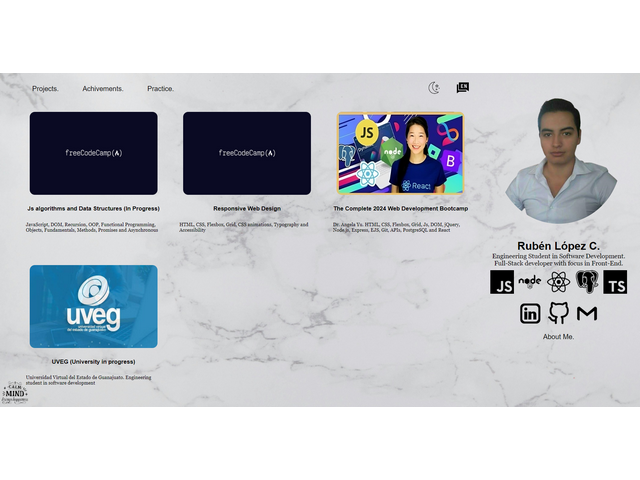 Projects.
Achivements.
Practice.
EN
freeCodeCamp(A)
Js algorithms and Data Structures (In Progress)
JavaScript, DOM, Recursion, OOP, Functional Programming,
Objects, Fundamentals, Methods, Promises and Asynchronous
freeCodeCamp(A)
Responsive Web Design
HTML, CSS, Flexbox, Grid, CSS animations, Typography and
Accessibility
JS
node
React
B
The Complete 2024 Web Development Bootcamp
Dr. Angela Yu. HTML, CSS, Flexbox, Grid, Js, DOM, jQuery,
Node js, Express, EJS, Git, APIs, PostgreSQL and React
uveg
universidad virtual
del estado de guanajuato
UVEG (University in progress)
Universidad Virtual del Estado de Guanajuato. Engineering
student in software development
CALM
MIND
Rubén López C.
Engineering Student in Software Development.
Full-Stack developer with focus in Front-End.
JS
node
TS
in
About Me.